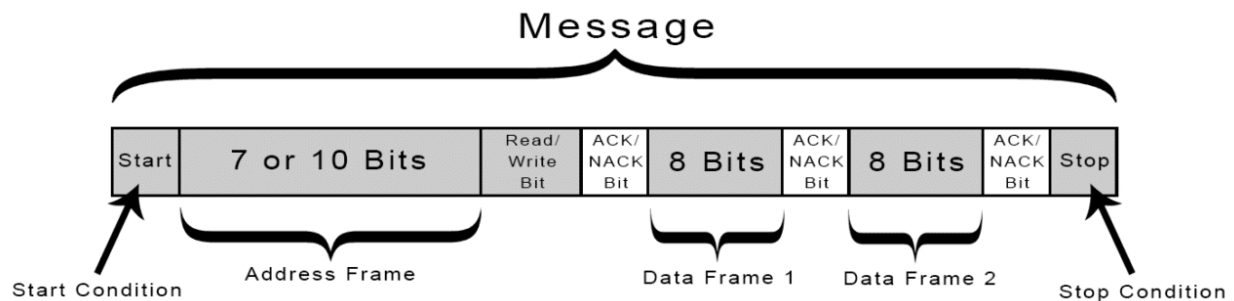 Message
Start
7 or 10 Bits
Read/
Write
Bit
ACK/
NACK
Bit
8 Bits
ACK/
NACK
Bit
8 Bits
ACK/
NACK
Bit
Stop
Start Condition
Address Frame
Data Frame 1
Data Frame 2
Stop Condition